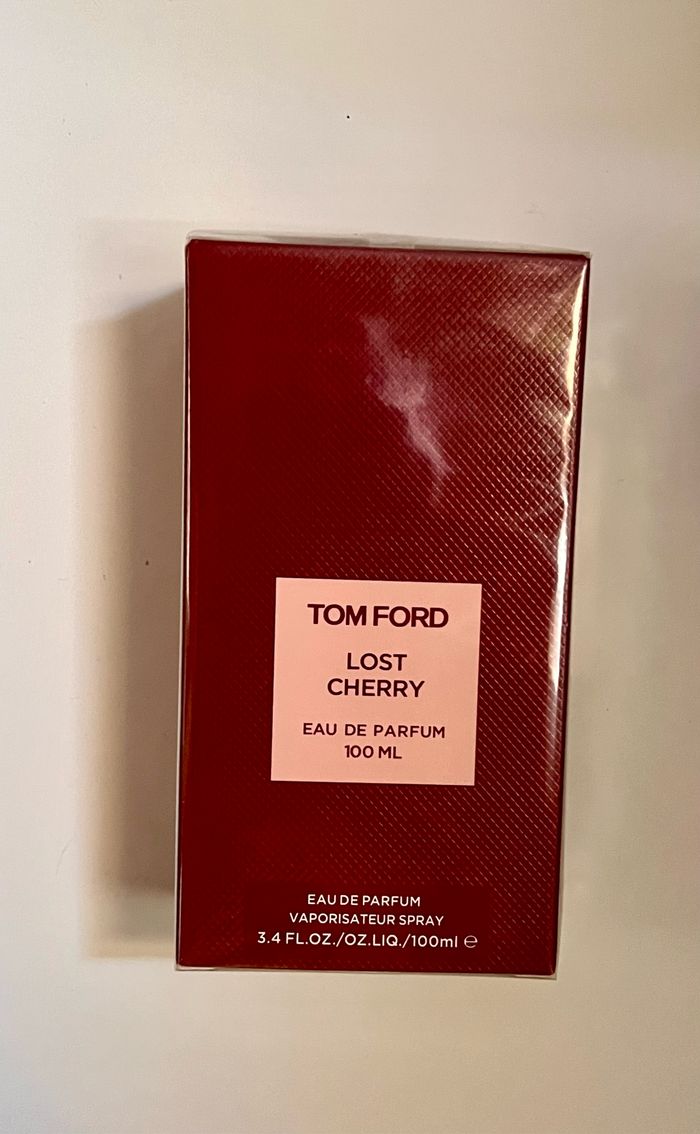 TOM FORD
LOST
CHERRY
EAU DE PARFUM
100 ML
EAU DE PARFUM
VAPORISATEUR SPRAY
3.4 FL.OZ./OZ.LIQ./100ml ℮